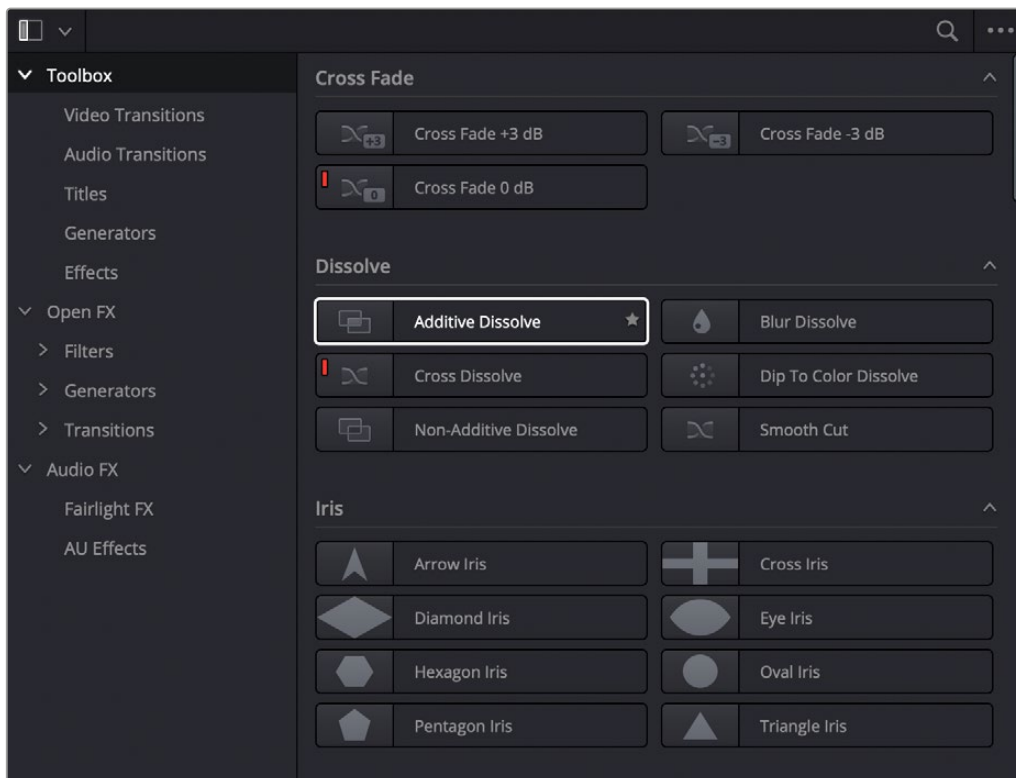 Toolbox
Video Transitions
Audio Transitions
Titles
Generators
Effects
Open FX
Filters
Generators
Transitions
Audio FX
Fairlight FX
AU Effects
Cross Fade
+3 Cross Fade +3 dB
-3 Cross Fade -3 dB
0 Cross Fade 0 dB
Dissolve
Additive Dissolve
Blur Dissolve
Cross Dissolve
Dip To Color Dissolve
Non-Additive Dissolve
Smooth Cut
Iris
Arrow Iris
Cross Iris
Diamond Iris
Eye Iris
Hexagon Iris
Oval Iris
Pentagon Iris
Triangle Iris